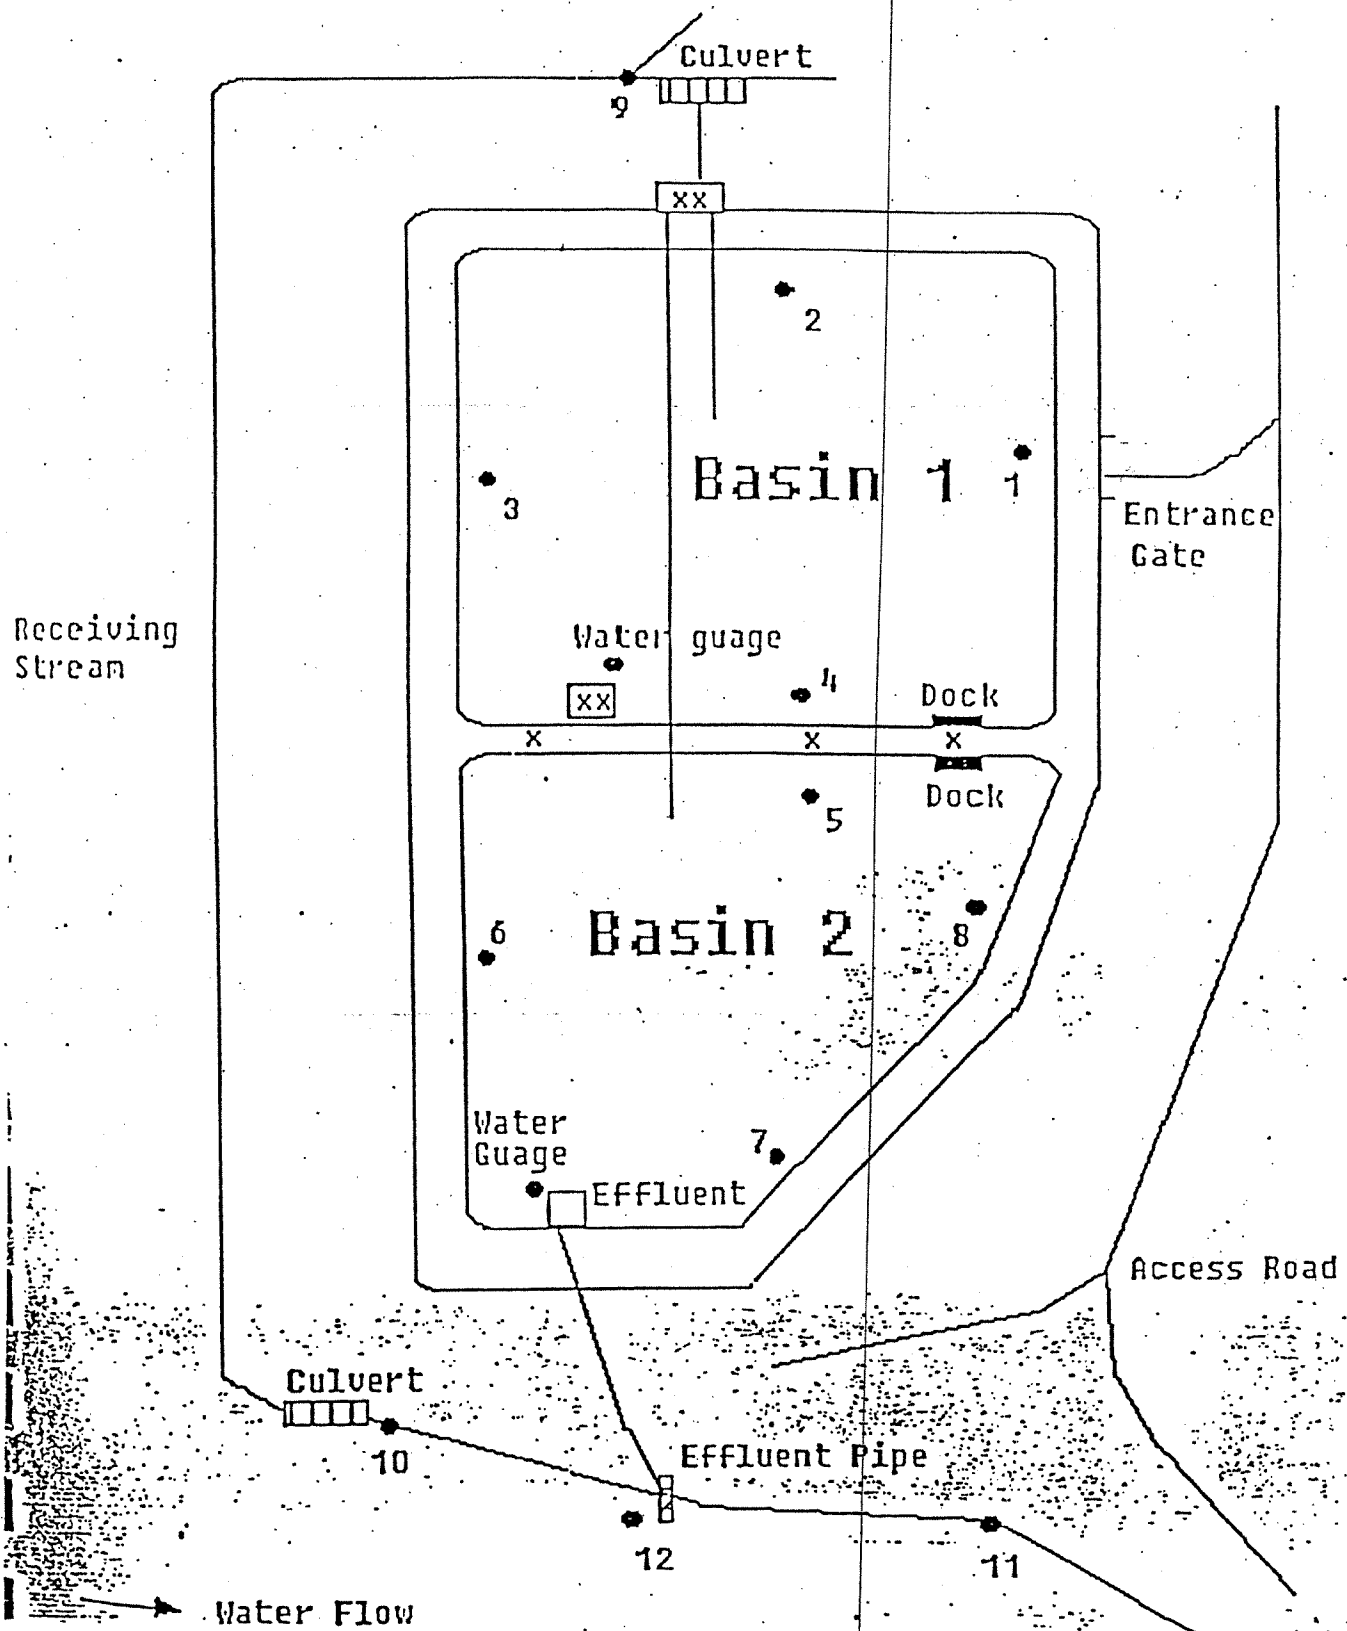 Culvert
9
xx
2
Basin 1
1
3
Entrance
Gate
Receiving
Stream
Water guage
4
xx
Dock
x
x
x
Dock
5
Basin 2
8
6
Water
Guage
7
Effluent
Access Road
Culvert
10
Effluent Pipe
12
11
Water Flow